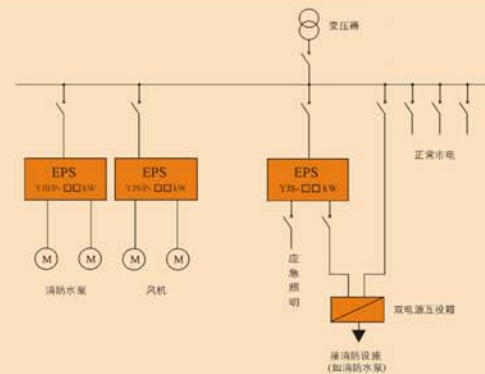 变压器
正常市电
EPS
YJS/P-□□kW
EPS
YJS/P-□□kW
EPS
YJS-□□kW
M
M
M
M
消防水泵
风机
应急照明
双电源互投箱
接消防设施
(如消防水泵)